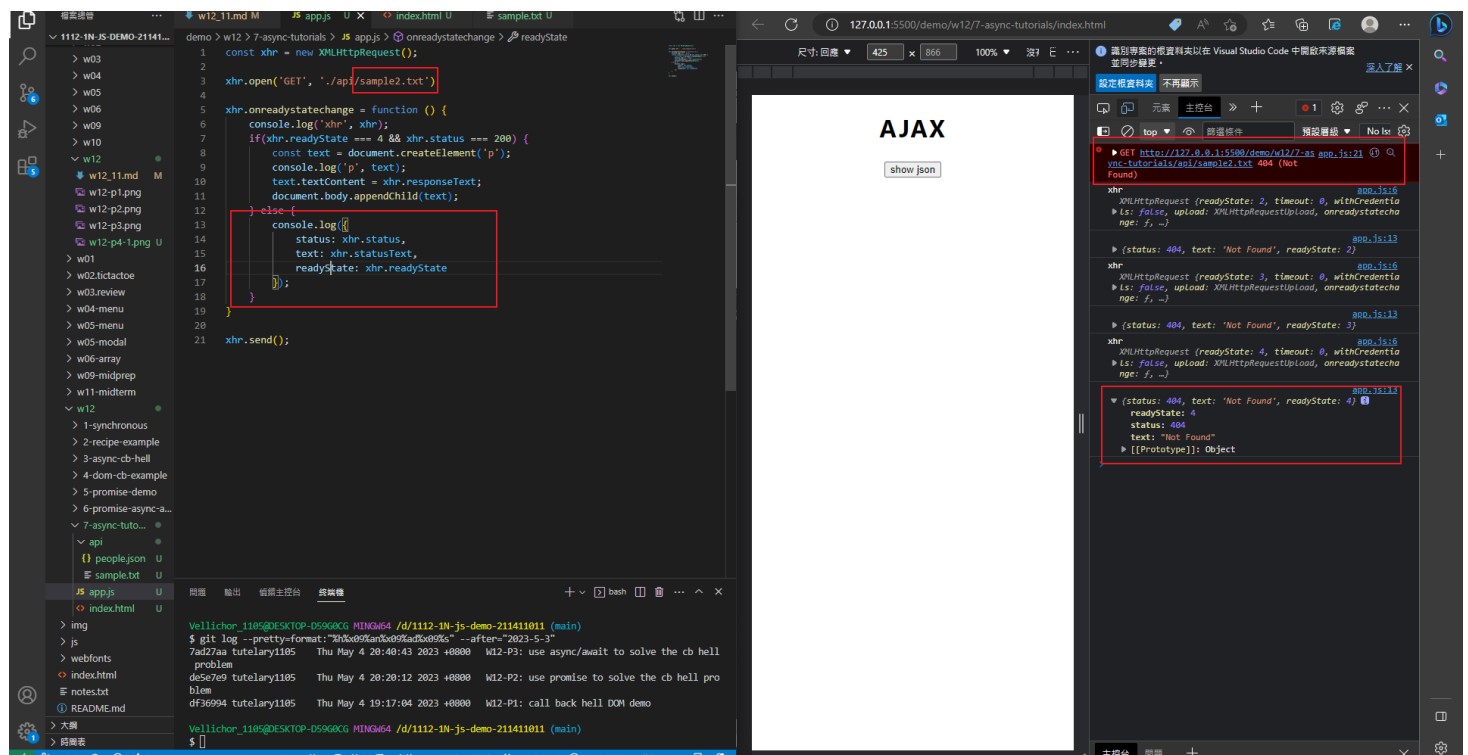 檔案總管 ···
1112-1N-JS-DEMO-21141...
w03
w04
w05
w06
w09
w10
w12
w12_11.md M
w12-p1.png
w12-p2.png
w12-p3.png
w12-p4-1.png U
w01
w02.tictactoe
w03.review
w04-menu
w05-menu
w05-modal
w06-array
w09-midprep
w11-midterm
w12
1-synchronous
2-recipe-example
3-async-cb-hell
4-dom-cb-example
5-promise-demo
6-promise-async-a...
7-async-tuto...
api
{} people.json U
sample.txt U
JS app.js U
<> index.html U
img
js
webfonts
<> index.html
notes.txt
README.md
大綱
時間表
w12_11.md M JS app.js U × <> index.html U sample.txt U
demo > w12 > 7-async-tutorials > JS app.js > onreadystatechange > readyState
1 const xhr = new XMLHttpRequest();
2
3 xhr.open('GET', './api/sample2.txt')
4
5 xhr.onreadystatechange = function () {
6 console.log('xhr', xhr);
7 if(xhr.readyState === 4 && xhr.status === 200) {
8 const text = document.createElement('p');
9 console.log('p', text);
10 text.textContent = xhr.responseText;
11 document.body.appendChild(text);
12 } else {
13 console.log({
14 status: xhr.status,
15 text: xhr.statusText,
16 readyState: xhr.readyState
17 });
18 }
19 }
20
21 xhr.send();
問題 輸出 偵錯主控台 終端機 bash
Vellichor_1105@DESKTOP-D59G0CG MINGW64 /d/1112-1N-js-demo-211411011 (main)
$ git log --pretty=format:"%h%x09%an%x09%ad%x09%s" --after="2023-5-3"
7ad27aa tutelary1105 Thu May 4 20:40:43 2023 +0800 W12-P3: use async/await to solve the cb hell
problem
de5e7e9 tutelary1105 Thu May 4 20:20:12 2023 +0800 W12-P2: use promise to solve the cb hell pro
blem
df36994 tutelary1105 Thu May 4 19:17:04 2023 +0800 W12-P1: call back hell DOM demo
Vellichor_1105@DESKTOP-D59G0CG MINGW64 /d/1112-1N-js-demo-211411011 (main)
$
127.0.0.1:5500/demo/w12/7-async-tutorials/index.html
尺寸: 回應 ▼ 425 × 866 100% ▼
AJAX
show json
識別專案的根資料夾以在 Visual Studio Code 中開啟來源檔案
並同步變更。
深入了解 ×
設定根資料夾 不再顯示
元素 主控台 1
top ▼ 篩選條件 預設層級 ▼ No Iss
GET http://127.0.0.1:5500/demo/w12/7-as app.js:21
ync-tutorials/api/sample2.txt 404 (Not
Found)
xhr app.js:6
XMLHttpRequest {readyState: 2, timeout: 0, withCredentia
ls: false, upload: XMLHttpRequestUpload, onreadystatecha
nge: ƒ, …}
app.js:13
{status: 404, text: 'Not Found', readyState: 2}
xhr app.js:6
XMLHttpRequest {readyState: 3, timeout: 0, withCredentia
ls: false, upload: XMLHttpRequestUpload, onreadystatecha
nge: ƒ, …}
app.js:13
{status: 404, text: 'Not Found', readyState: 3}
xhr app.js:6
XMLHttpRequest {readyState: 4, timeout: 0, withCredentia
ls: false, upload: XMLHttpRequestUpload, onreadystatecha
nge: ƒ, …}
app.js:13
{status: 404, text: 'Not Found', readyState: 4}
readyState: 4
status: 404
text: "Not Found"
[[Prototype]]: Object
主控台 問題